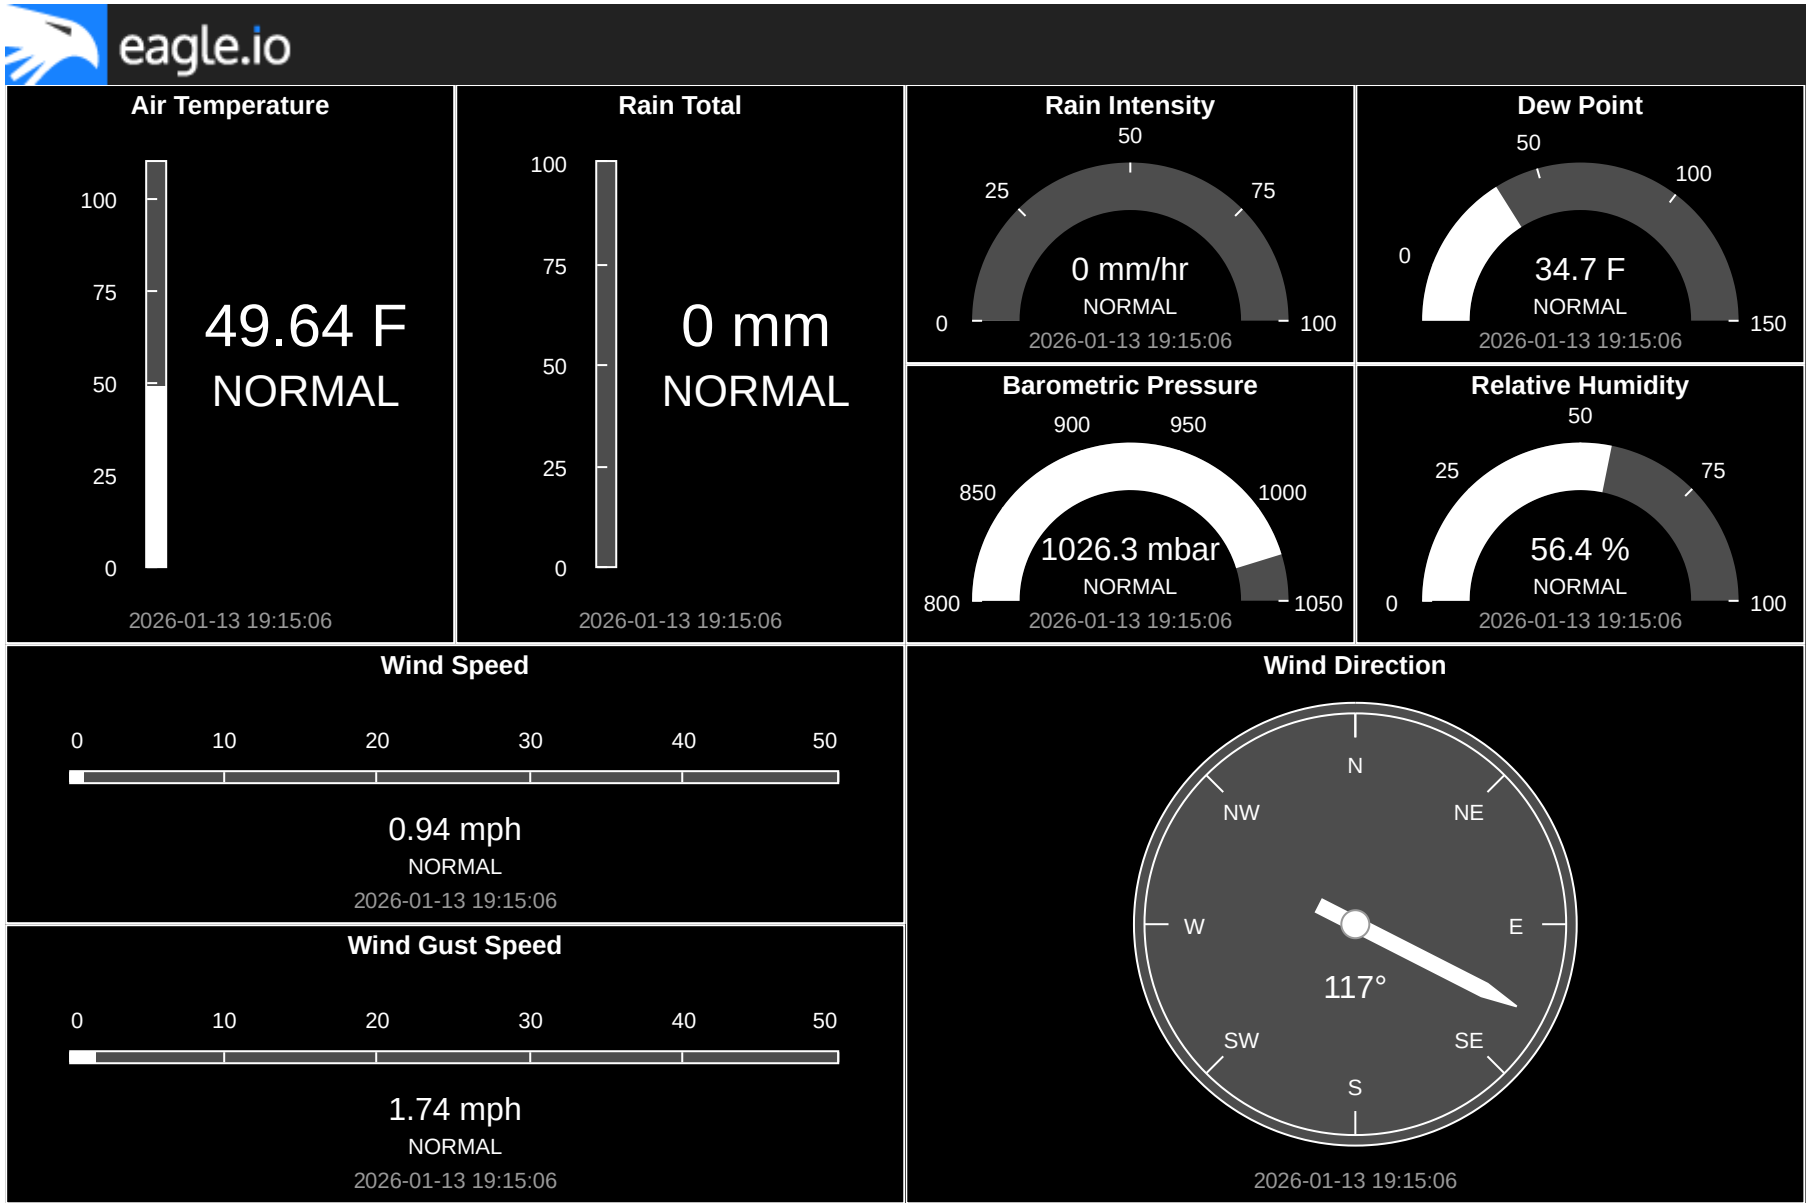 eagle.io
Air Temperature
100
75
50
25
0
49.64 F
NORMAL
2026-01-13 19:15:06
Rain Total
100
75
50
25
0
0 mm
NORMAL
2026-01-13 19:15:06
Rain Intensity
0
25
50
75
100
0 mm/hr
NORMAL
2026-01-13 19:15:06
Dew Point
0
50
100
150
34.7 F
NORMAL
2026-01-13 19:15:06
Barometric Pressure
800
850
900
950
1000
1050
1026.3 mbar
NORMAL
2026-01-13 19:15:06
Relative Humidity
0
25
50
75
100
56.4 %
NORMAL
2026-01-13 19:15:06
Wind Speed
0 10 20 30 40 50
0.94 mph
NORMAL
2026-01-13 19:15:06
Wind Gust Speed
0 10 20 30 40 50
1.74 mph
NORMAL
2026-01-13 19:15:06
Wind Direction
N
NW NE
W E
117°
SW SE
S
2026-01-13 19:15:06